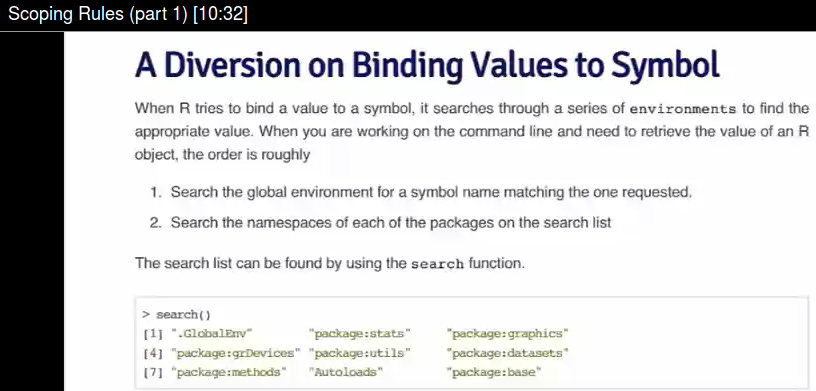 Scoping Rules (part 1) [10:32]
A Diversion on Binding Values to Symbol
When R tries to bind a value to a symbol, it searches through a series of environments to find the
appropriate value. When you are working on the command line and need to retrieve the value of an R
object, the order is roughly
1. Search the global environment for a symbol name matching the one requested.
2. Search the namespaces of each of the packages on the search list
The search list can be found by using the search function.
> search()
[1] ".GlobalEnv" "package:stats" "package:graphics"
[4] "package:grDevices" "package:utils" "package:datasets"
[7] "package:methods" "Autoloads" "package:base"